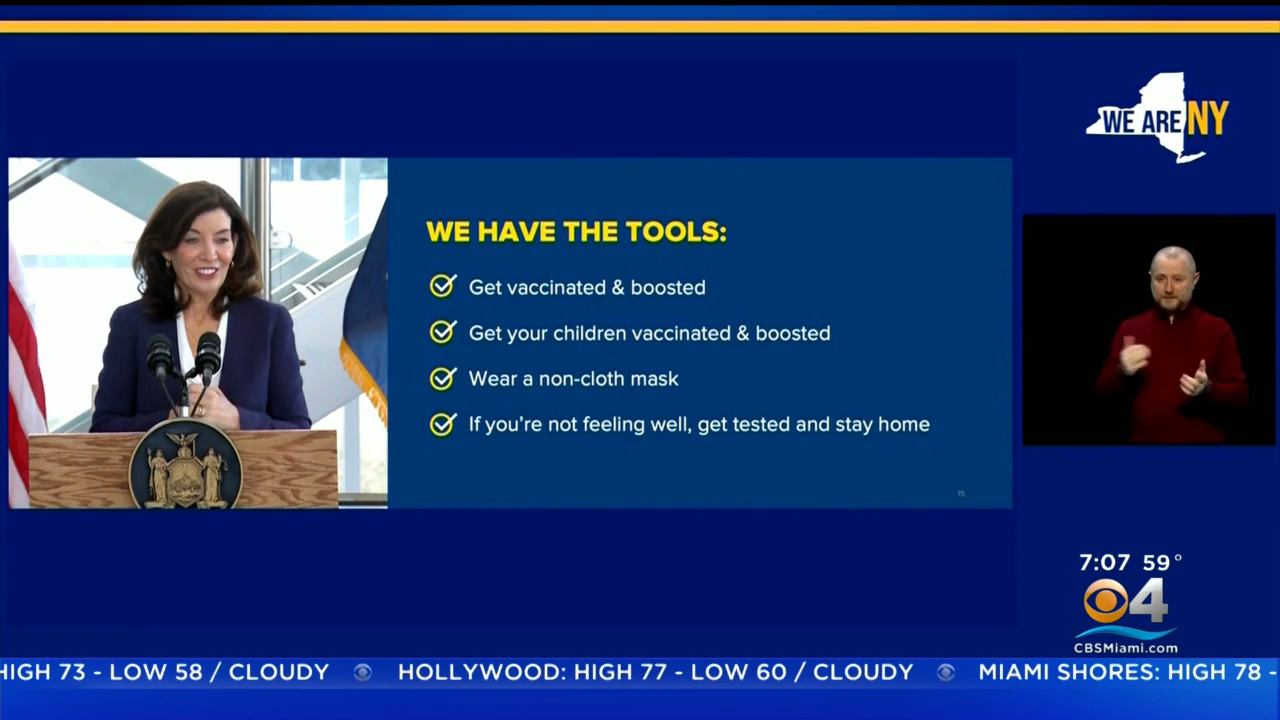 WE ARE NY
WE HAVE THE TOOLS:
Get vaccinated & boosted
Get your children vaccinated & boosted
Wear a non-cloth mask
If you're not feeling well, get tested and stay home
15
7:07 59°
4
CBSMiami.com
HIGH 73 - LOW 58 / CLOUDY HOLLYWOOD: HIGH 77 - LOW 60 / CLOUDY MIAMI SHORES: HIGH 78 -